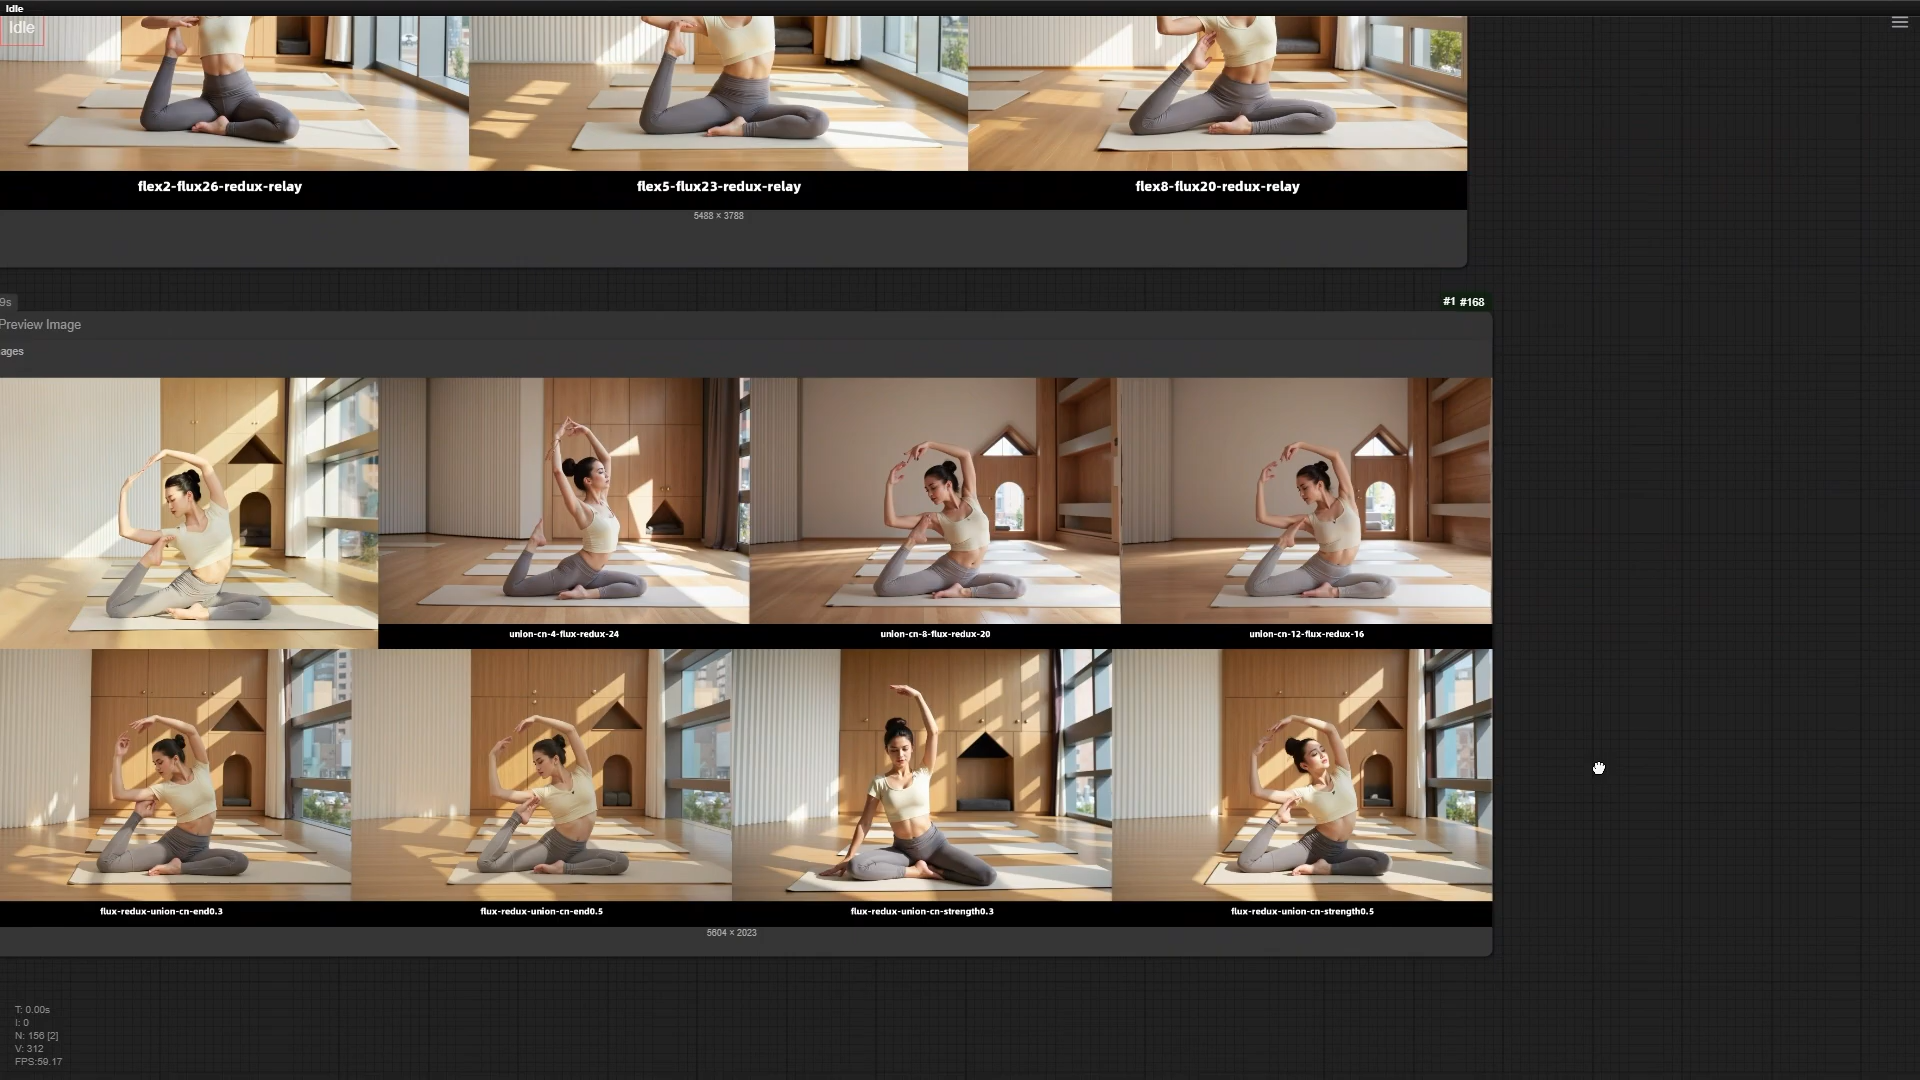 Idle
Idle
flex2-flux26-redux-relay
flex5-flux23-redux-relay
flex8-flux20-redux-relay
5488 × 3788
9s
#1 #168
Preview Image
ages
union-cn-4-flux-redux-24
union-cn-8-flux-redux-20
union-cn-12-flux-redux-16
flux-redux-union-cn-end0.3
flux-redux-union-cn-end0.5
flux-redux-union-cn-strength0.3
flux-redux-union-cn-strength0.5
5604 × 2023
T: 0.00s
I: 0
N: 156 [2]
V: 312
FPS:59.17